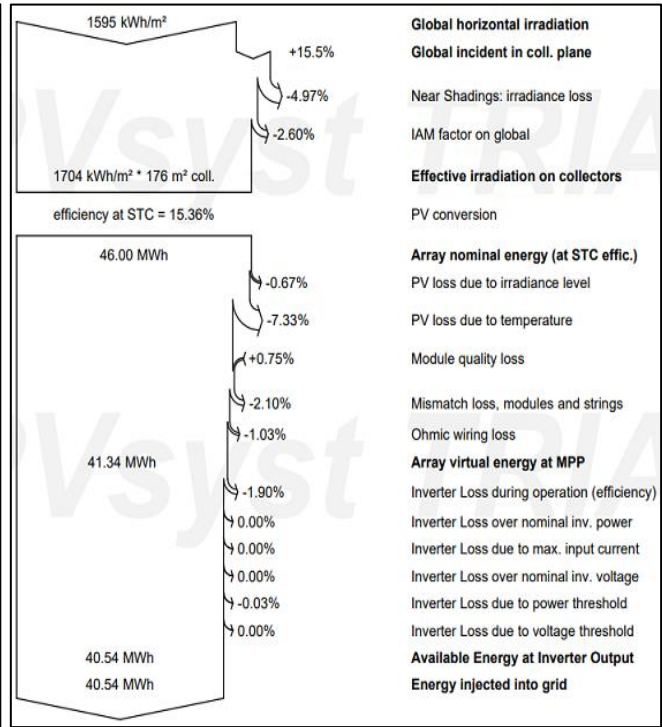 1595 kWh/m² Global horizontal irradiation
+15.5% Global incident in coll. plane
-4.97% Near Shadings: irradiance loss
-2.60% IAM factor on global
1704 kWh/m² * 176 m² coll. Effective irradiation on collectors
efficiency at STC = 15.36% PV conversion
46.00 MWh Array nominal energy (at STC effic.)
-0.67% PV loss due to irradiance level
-7.33% PV loss due to temperature
+0.75% Module quality loss
-2.10% Mismatch loss, modules and strings
-1.03% Ohmic wiring loss
41.34 MWh Array virtual energy at MPP
-1.90% Inverter Loss during operation (efficiency)
0.00% Inverter Loss over nominal inv. power
0.00% Inverter Loss due to max. input current
0.00% Inverter Loss over nominal inv. voltage
-0.03% Inverter Loss due to power threshold
0.00% Inverter Loss due to voltage threshold
40.54 MWh Available Energy at Inverter Output
40.54 MWh Energy injected into grid
PVsyst TRIA
PVsyst TRIA